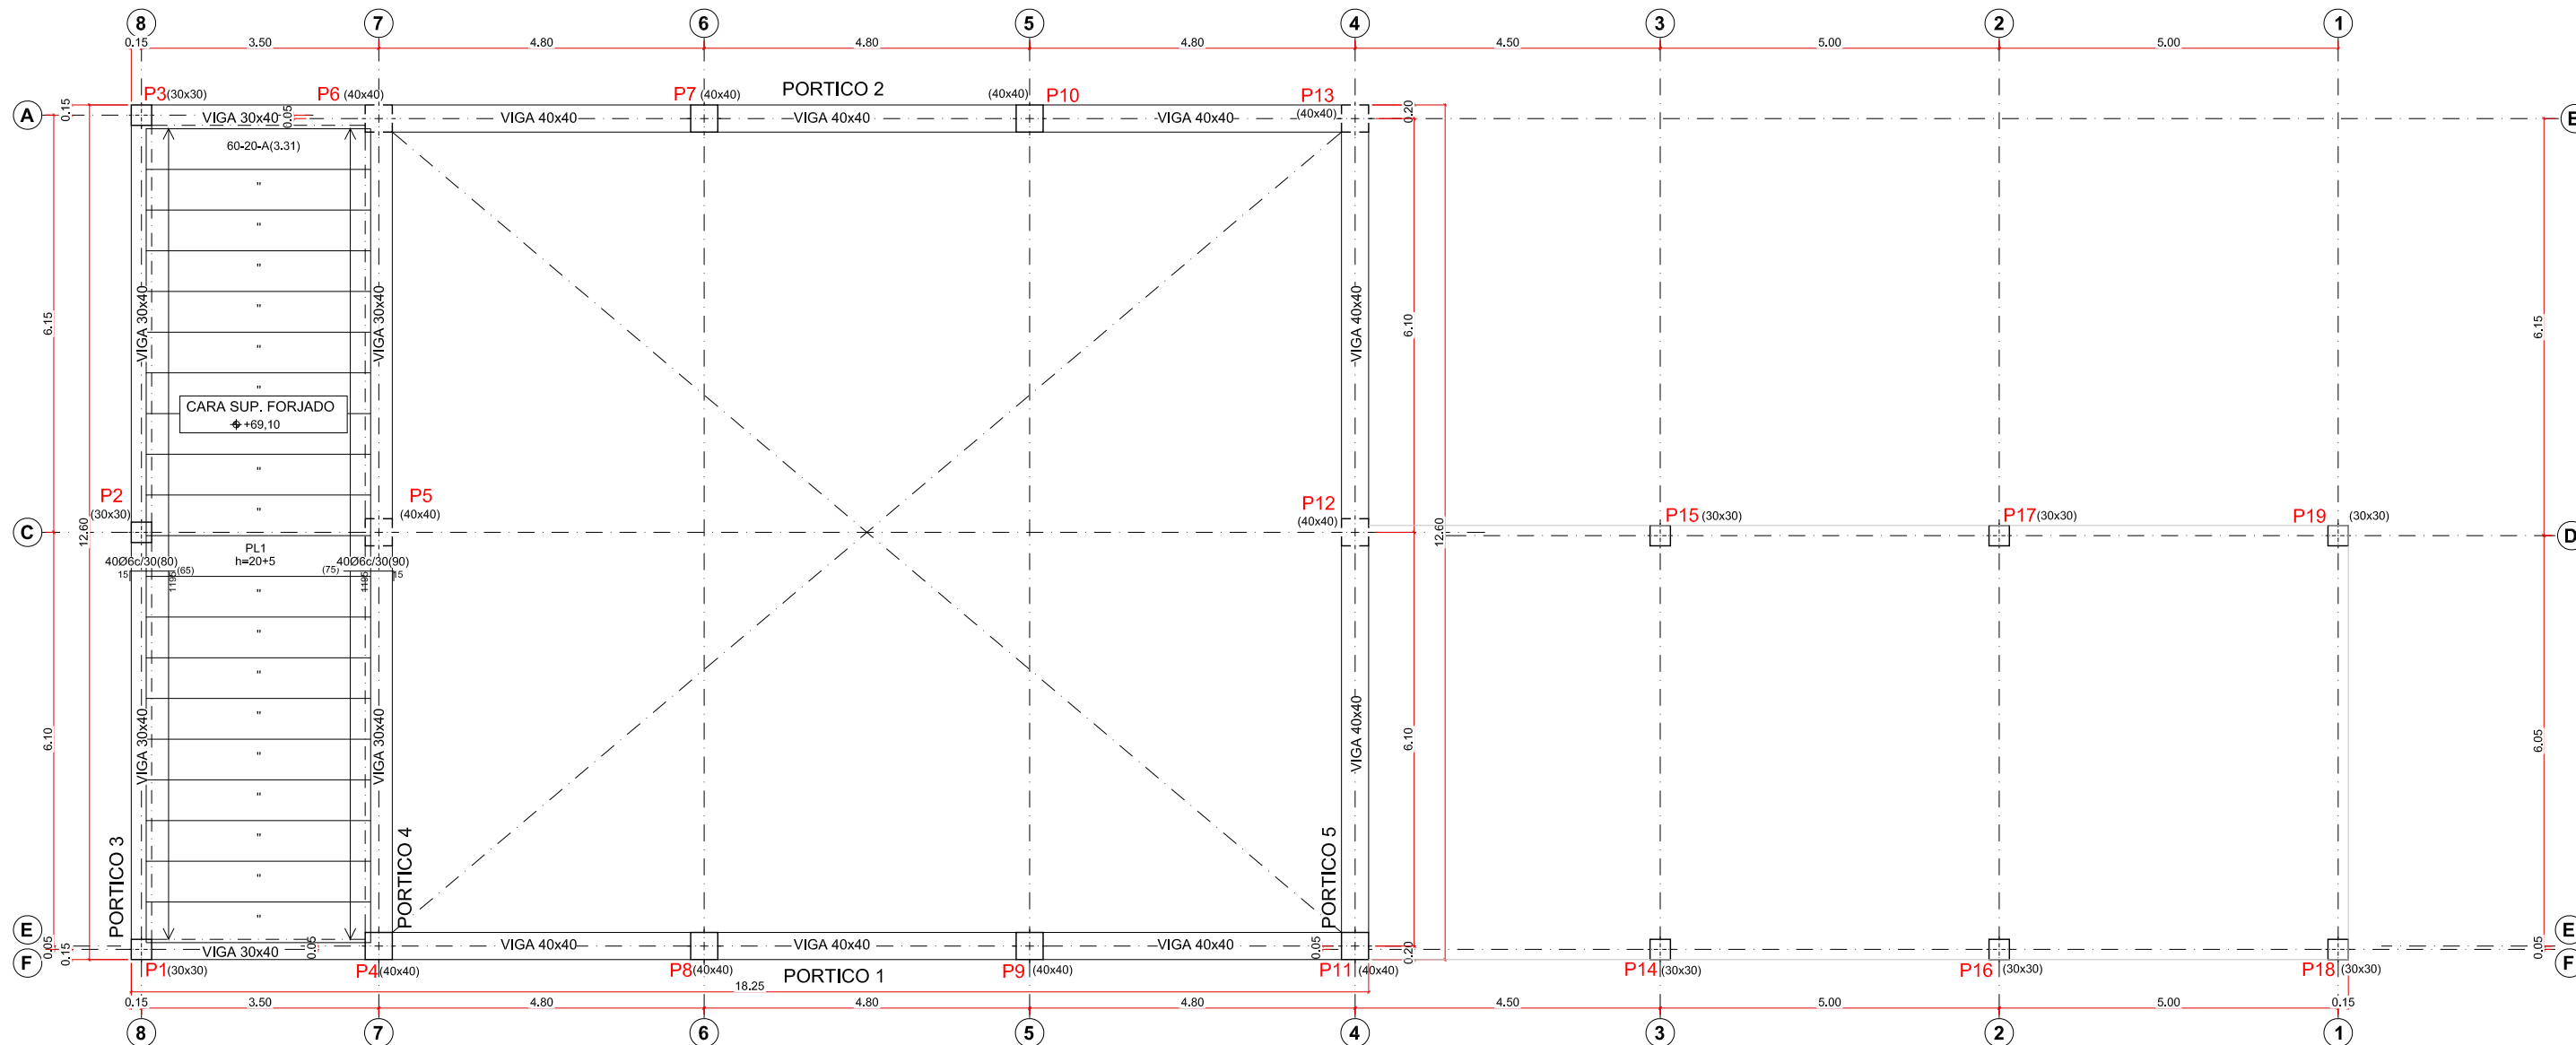 8 7 6 5 4 3 2 1
0.15 3.50 4.80 4.80 4.80 4.50 5.00 5.00
P3(30x30) P6 (40x40) P7 (40x40) PORTICO 2 (40x40) P10 P13 (40x40)
A 0.15 VIGA 30x40 0.05 VIGA 40x40 VIGA 40x40 VIGA 40x40 0.20
60-20-A(3.31)
"
"
"
"
"
"
6.15 VIGA 30x40 VIGA 30x40 VIGA 40x40 6.10 6.15
CARA SUP. FORJADO
+69,10
"
"
P2 (30x30) P5 (40x40) P12 (40x40) P15 (30x30) P17 (30x30) P19 (30x30)
C 12.60 12.60 D
PL1
h=20+5
40Ø6c/30(80) 40Ø6c/30(90)
15 1195 (65) (75) 1195 15
"
"
"
"
"
"
"
"
"
6.10 VIGA 30x40 VIGA 30x40 VIGA 40x40 6.10 6.05
PORTICO 3 PORTICO 4 PORTICO 5
E 0.05 VIGA 40x40 VIGA 40x40 VIGA 40x40 0.05 0.20 E 0.05
F 0.15 VIGA 30x40 0.05 F
P1(30x30) P4(40x40) P8(40x40) PORTICO 1 P9 (40x40) P11 (40x40) P14 (30x30) P16 (30x30) P18 (30x30)
18.25
0.15 3.50 4.80 4.80 4.80 4.50 5.00 5.00 0.15
8 7 6 5 4 3 2 1